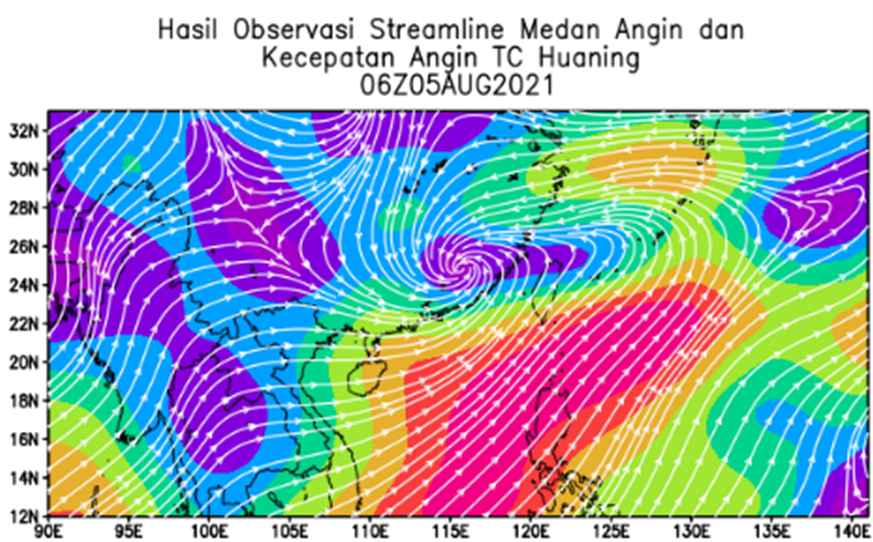 Hasil Observasi Streamline Medan Angin dan
Kecepatan Angin TC Huaning
06Z05AUG2021
32N
30N
28N
26N
24N
22N
20N
18N
16N
14N
12N
90E 95E 100E 105E 110E 115E 120E 125E 130E 135E 140E